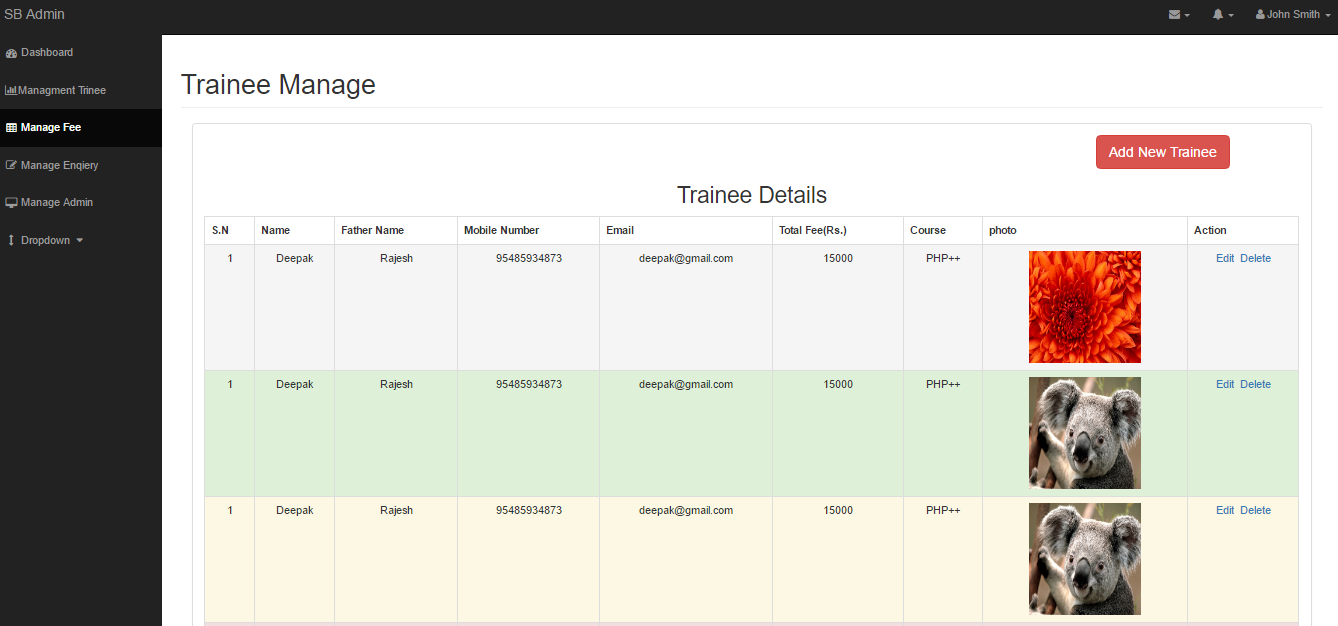 SB Admin
John Smith
Dashboard
Managment Trinee
Manage Fee
Manage Enqiery
Manage Admin
Dropdown
Trainee Manage
Add New Trainee
Trainee Details
S.N Name Father Name Mobile Number Email Total Fee(Rs.) Course photo Action
1 Deepak Rajesh 95485934873 deepak@gmail.com 15000 PHP++ Edit Delete
1 Deepak Rajesh 95485934873 deepak@gmail.com 15000 PHP++ Edit Delete
1 Deepak Rajesh 95485934873 deepak@gmail.com 15000 PHP++ Edit Delete